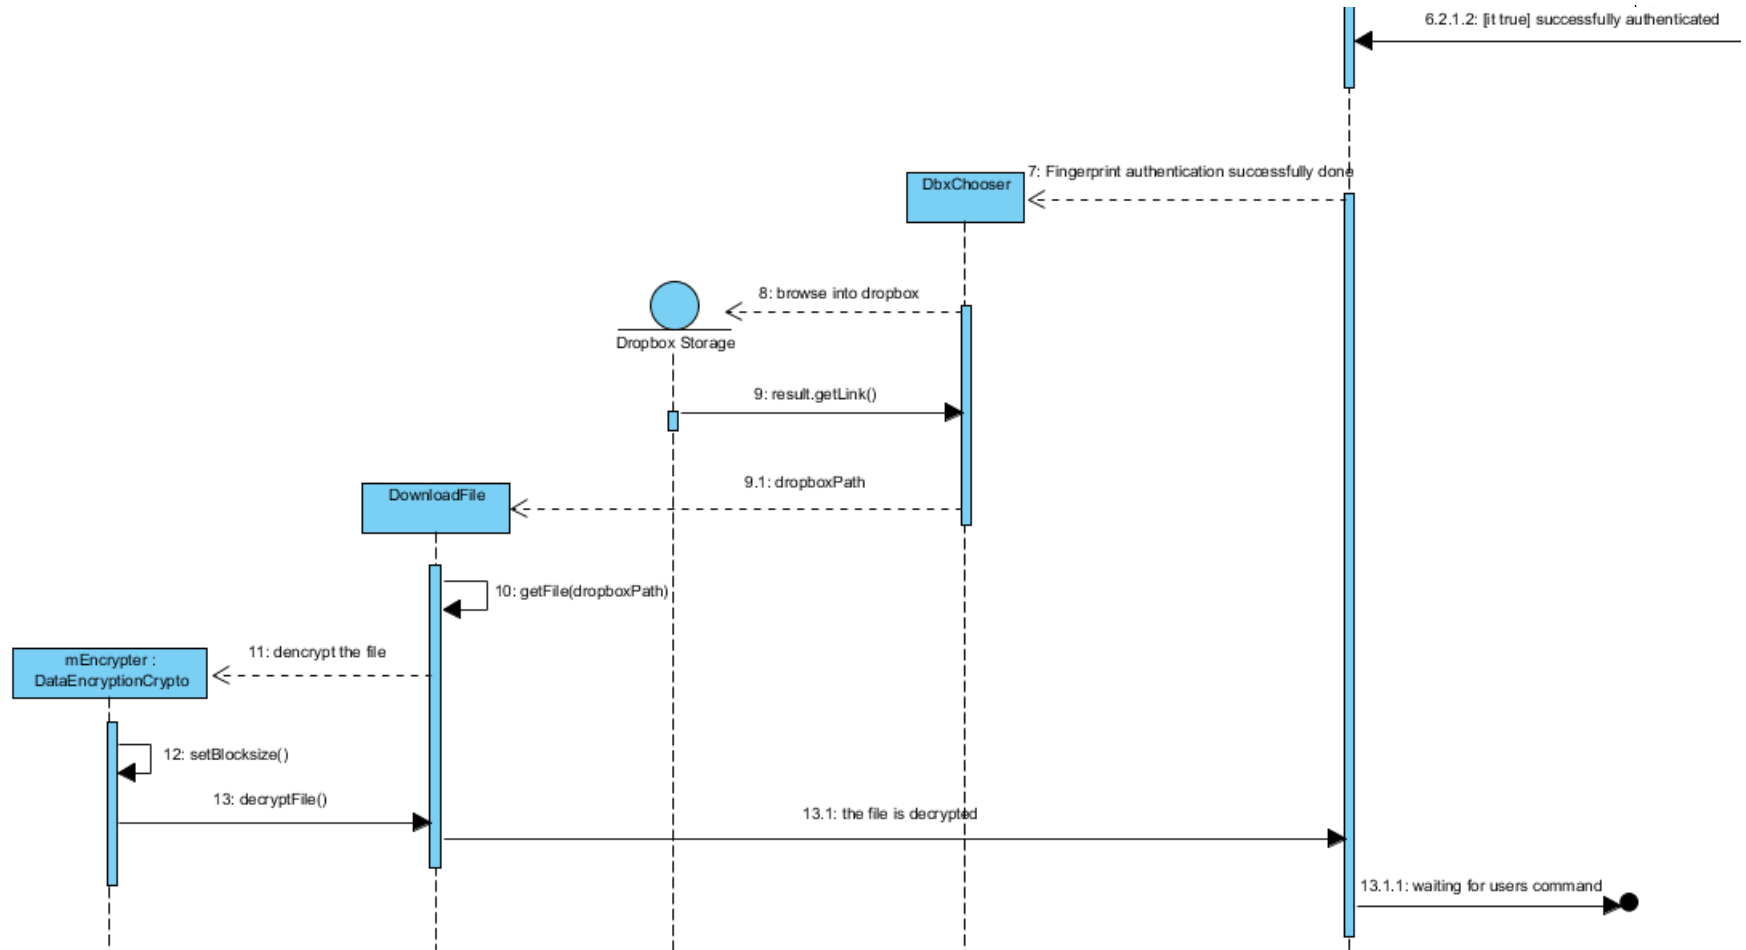 6.2.1.2: [it true] successfully authenticated
7: Fingerprint authentication successfully done
DbxChooser
8: browse into dropbox
Dropbox Storage
9: result.getLink()
9.1: dropboxPath
DownloadFile
10: getFile(dropboxPath)
11: dencrypt the file
mEncrypter :
DataEncryptionCrypto
12: setBlocksize()
13: decryptFile()
13.1: the file is decrypted
13.1.1: waiting for users command